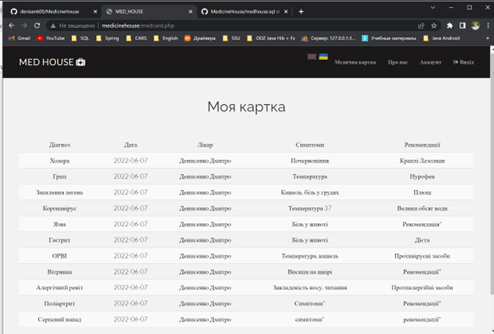 denisenk00/MedicineHouse
MED_HOUSE
MedicineHouse/medhouse.sql
Не защищено medicinehouse/medcard.php
Gmail YouTube SQL Spring CARS English Драйвера SSU OOZ Java Hib + Fx Сервер: 127.0.0.1:3... Учебные материалы Java Android
MED HOUSE
Медична картка Про нас Аккаунт Вихід
Моя картка
Діагноз Дата Лікар Симптоми Рекомендації
Холера 2022-06-07 Денисенко Дмитро Почервоніння Краплі Лазолван
Грип 2022-06-07 Денисенко Дмитро Температура Нурофен
Запалення легень 2022-06-07 Денисенко Дмитро Кашель, біль у грудях Плющ
Коронавірус 2022-06-07 Денисенко Дмитро Температура 37 Велики обсяг води
Язва 2022-06-07 Денисенко Дмитро Біль у животі Рекомендація"
Гастрит 2022-06-07 Денисенко Дмитро Біль у животі Дієта
ОРВІ 2022-06-07 Денисенко Дмитро Температура, кашель Противірусні засоби
Вітрянка 2022-06-07 Денисенко Дмитро Висипи на шкірі Рекомендації"
Алергічний реніт 2022-06-07 Денисенко Дмитро Закладеність носу, чихання Протиалергійні засоби
Поліартрит 2022-06-07 Денисенко Дмитро Симптоми" рекомендації"
Серцевий напад 2022-06-07 Денисенко Дмитро симптоми" рекомендації"